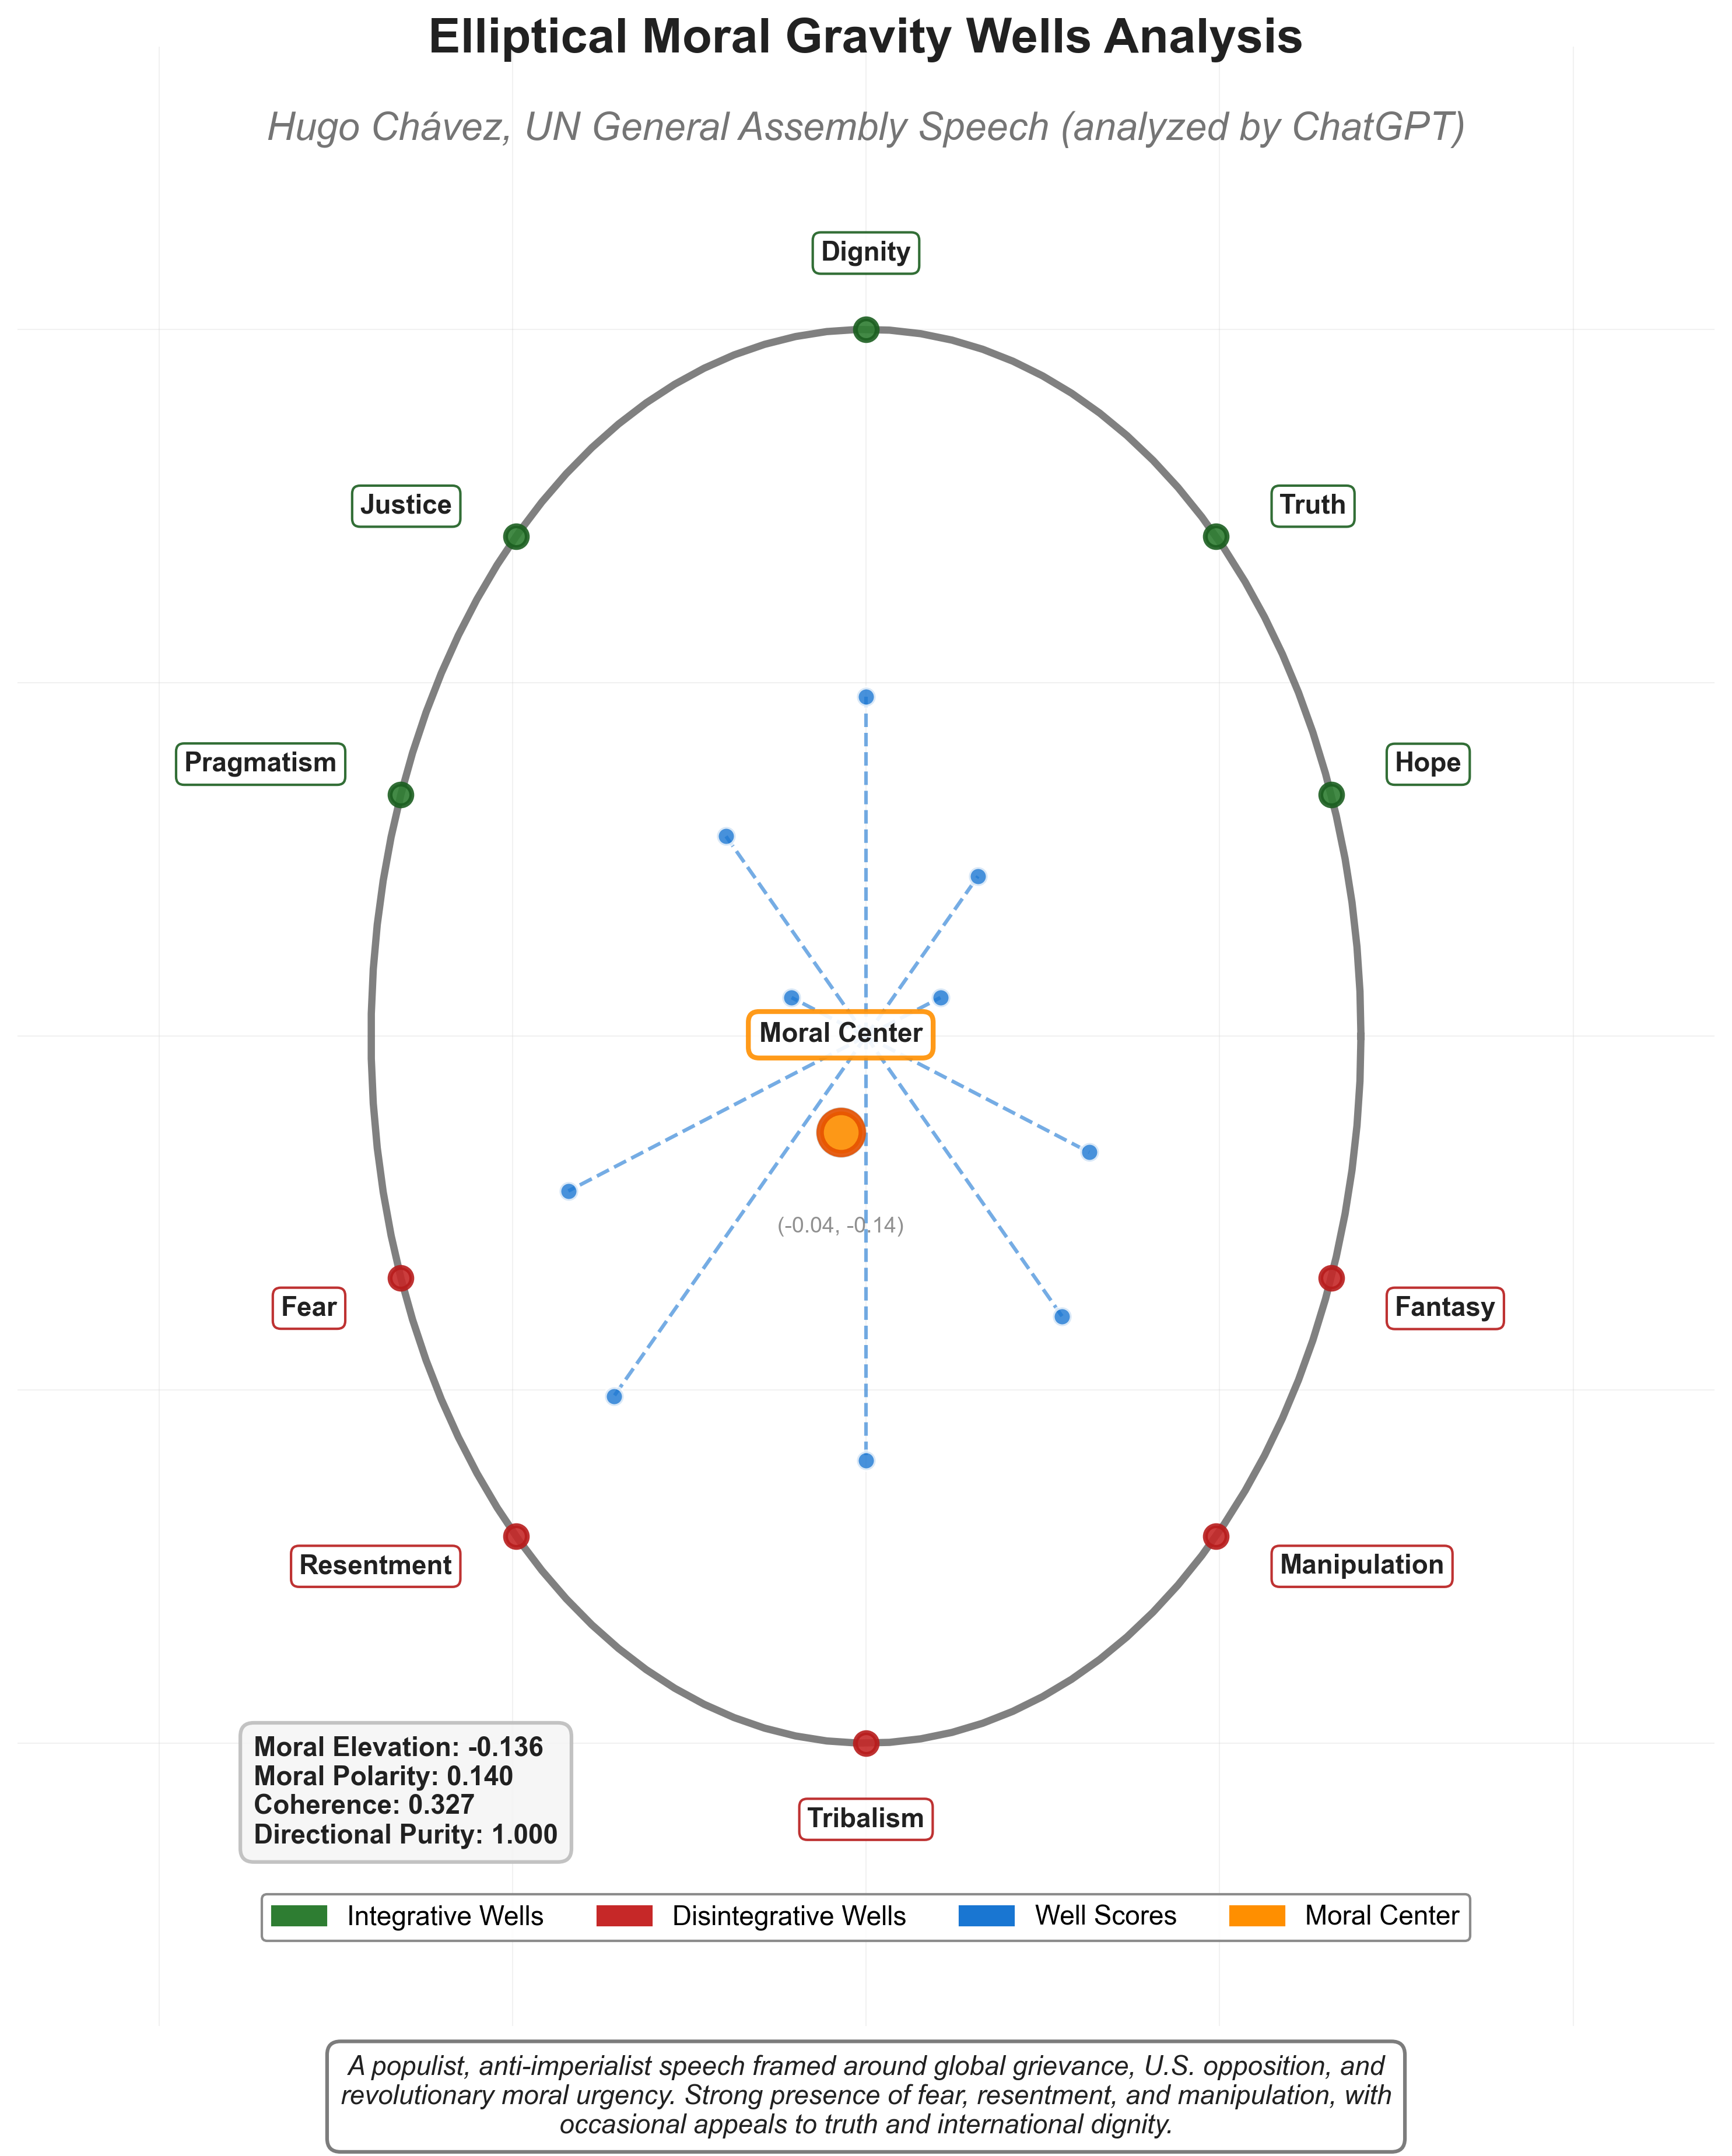 Elliptical Moral Gravity Wells Analysis
Hugo Chávez, UN General Assembly Speech (analyzed by ChatGPT)
Dignity
Justice
Truth
Pragmatism
Hope
Moral Center
(-0.04, -0.14)
Fear
Fantasy
Resentment
Manipulation
Tribalism
Moral Elevation: -0.136
Moral Polarity: 0.140
Coherence: 0.327
Directional Purity: 1.000
Integrative Wells
Disintegrative Wells
Well Scores
Moral Center
A populist, anti-imperialist speech framed around global grievance, U.S. opposition, and
revolutionary moral urgency. Strong presence of fear, resentment, and manipulation, with
occasional appeals to truth and international dignity.